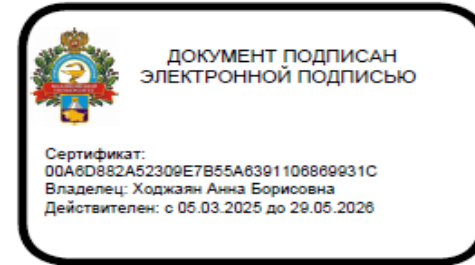 ДОКУМЕНТ ПОДПИСАН
ЭЛЕКТРОННОЙ ПОДПИСЬЮ
Сертификат:
00A6D882A52309E7B55A6391106869931C
Владелец: Ходжаян Анна Борисовна
Действителен: с 05.03.2025 до 29.05.2026